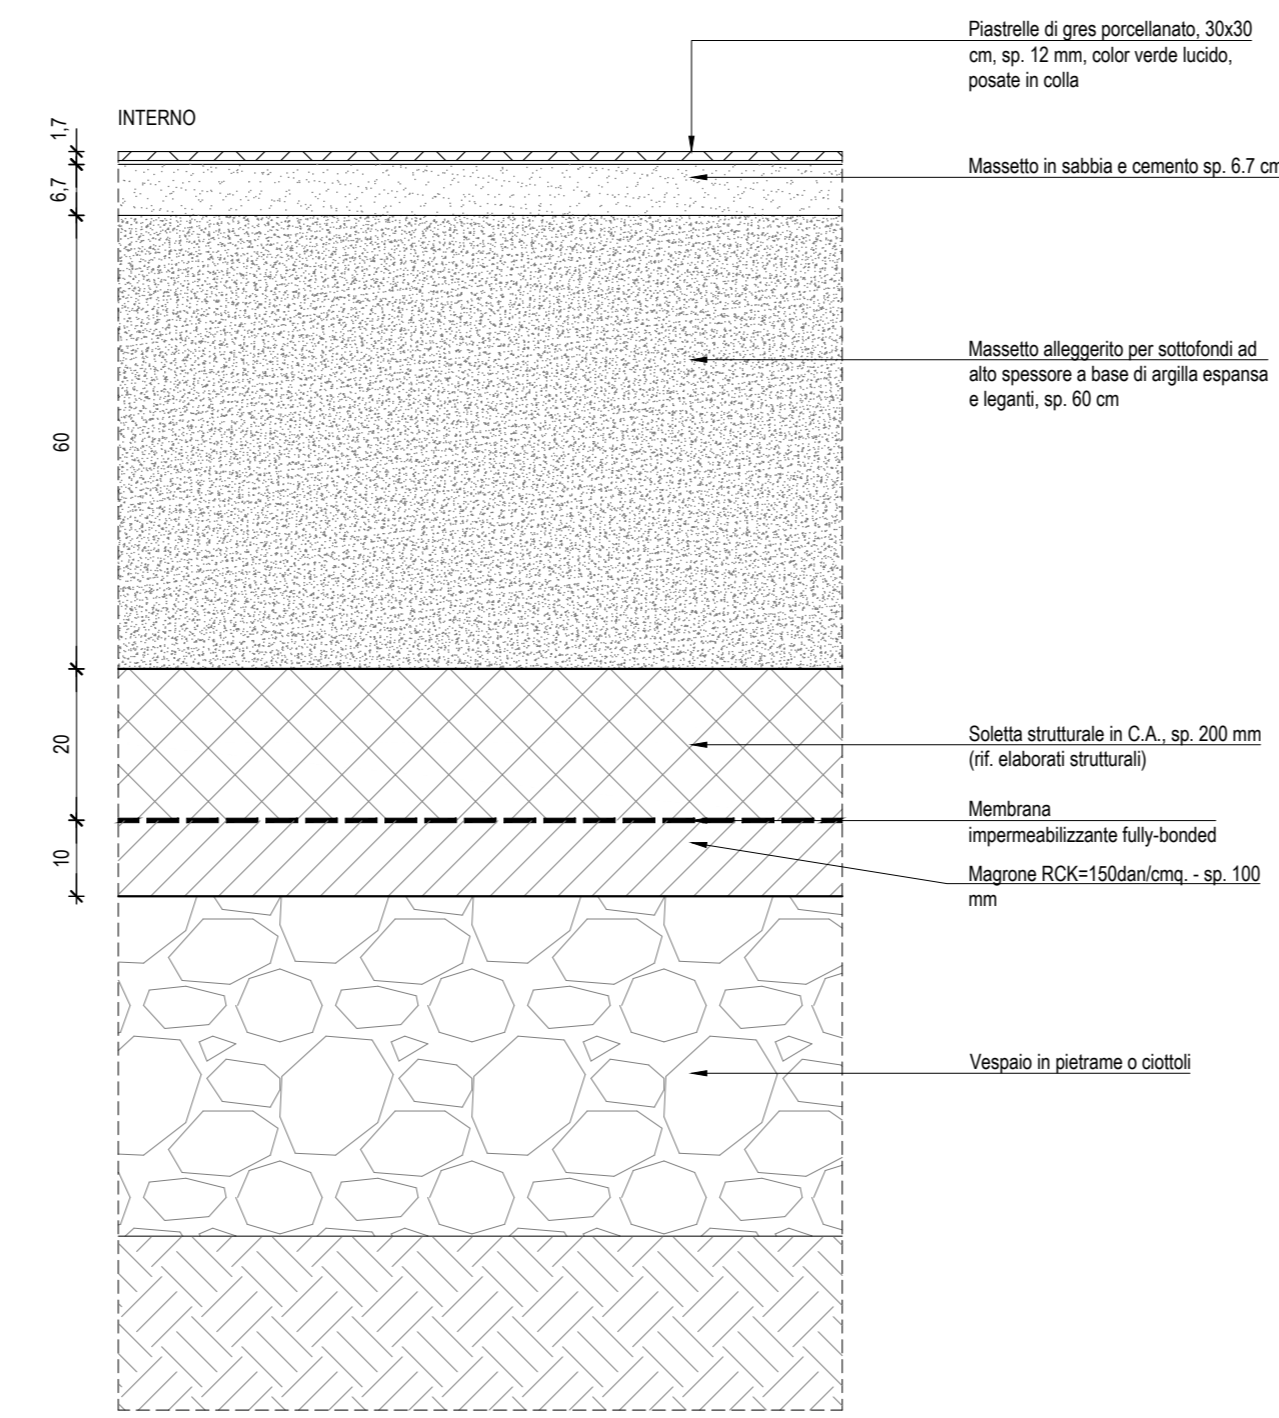 Piastrelle di gres porcellanato, 30x30
cm, sp. 12 mm, color verde lucido,
posate in colla
INTERNO
1,7
Massetto in sabbia e cemento sp. 6.7 cm
6,7
Massetto alleggerito per sottofondi ad
alto spessore a base di argilla espansa
e leganti, sp. 60 cm
60
Soletta strutturale in C.A., sp. 200 mm
(rif. elaborati strutturali)
20
Membrana
impermeabilizzante fully-bonded
10
Magrone RCK=150dan/cmq. - sp. 100
mm
Vespaio in pietrame o ciottoli